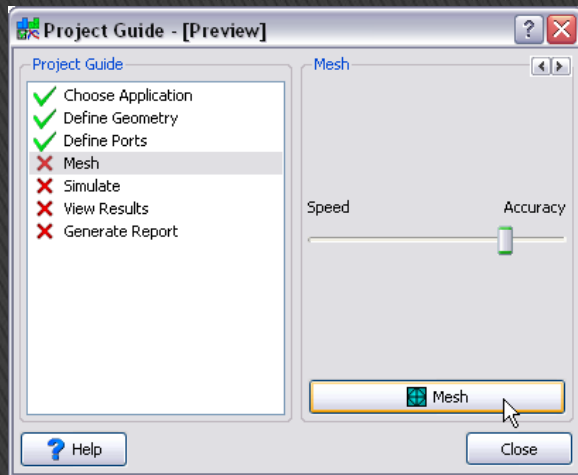 Project Guide - [Preview]
Project Guide
Choose Application
Define Geometry
Define Ports
Mesh
Simulate
View Results
Generate Report
Mesh
Speed Accuracy
Mesh
Help
Close